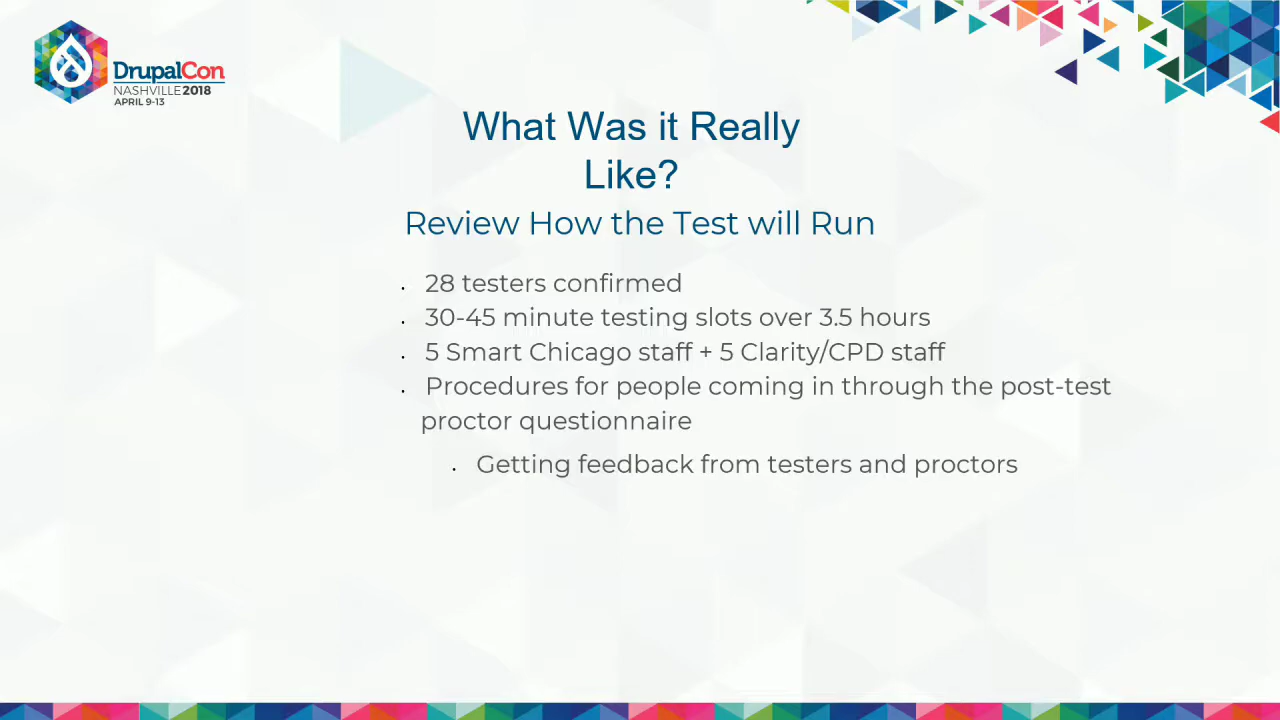 DrupalCon
NASHVILLE 2018
APRIL 9-13
What Was it Really
Like?
Review How the Test will Run
• 28 testers confirmed
• 30-45 minute testing slots over 3.5 hours
• 5 Smart Chicago staff + 5 Clarity/CPD staff
• Procedures for people coming in through the post-test
proctor questionnaire
• Getting feedback from testers and proctors